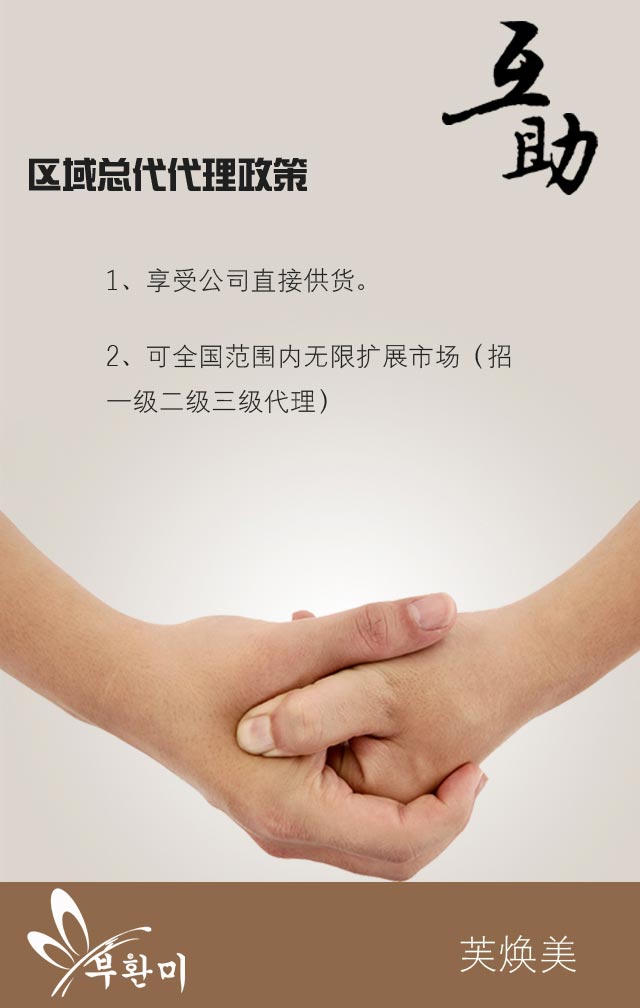 互助
区域总代代理政策
1、享受公司直接供货。
2、可全国范围内无限扩展市场（招
一级二级三级代理）
부환미
芙焕美